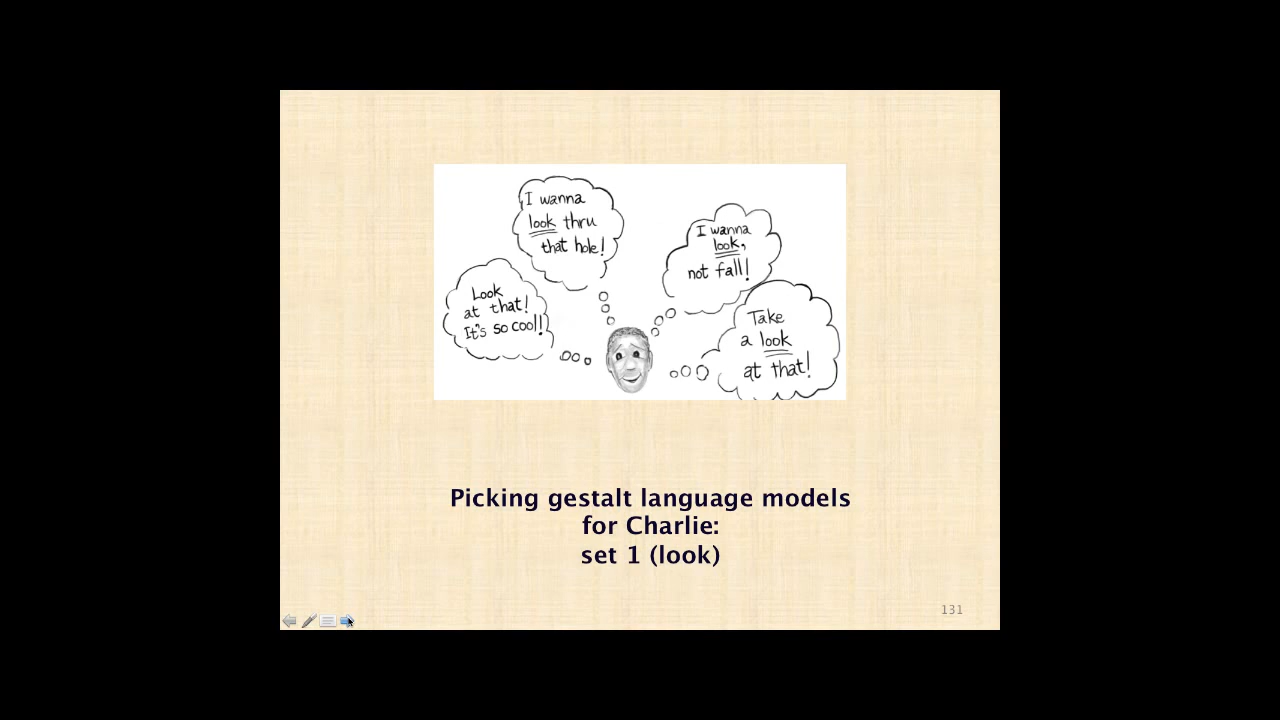 I wanna
look thru
that hole!
I wanna
look,
not fall!
Look
at that!
It's so cool!
Take
a look
at that!
Picking gestalt language models
for Charlie:
set 1 (look)
131